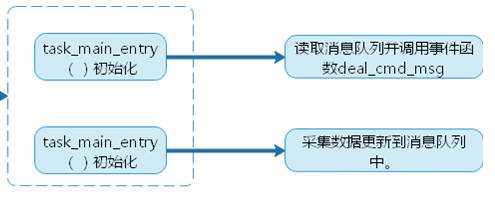 task_main_entry
（ ）初始化
读取消息队列并调用事件函
数deal_cmd_msg
task_main_entry
（ ）初始化
采集数据更新到消息队列
中。